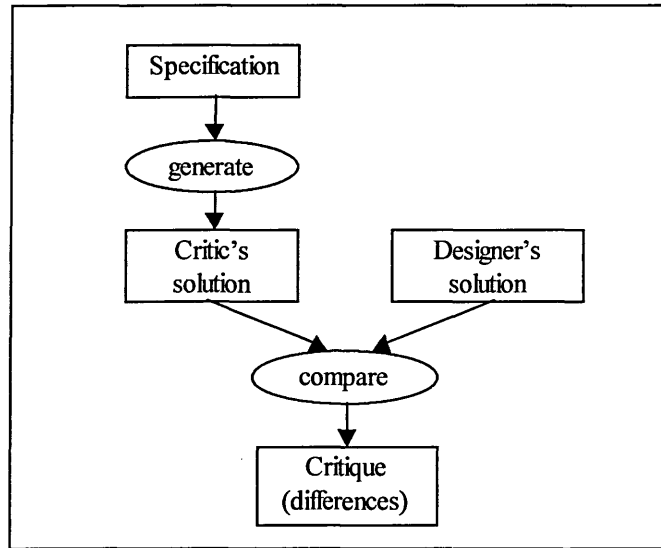 Specification
generate
Critic's
solution
Designer's
solution
compare
Critique
(differences)